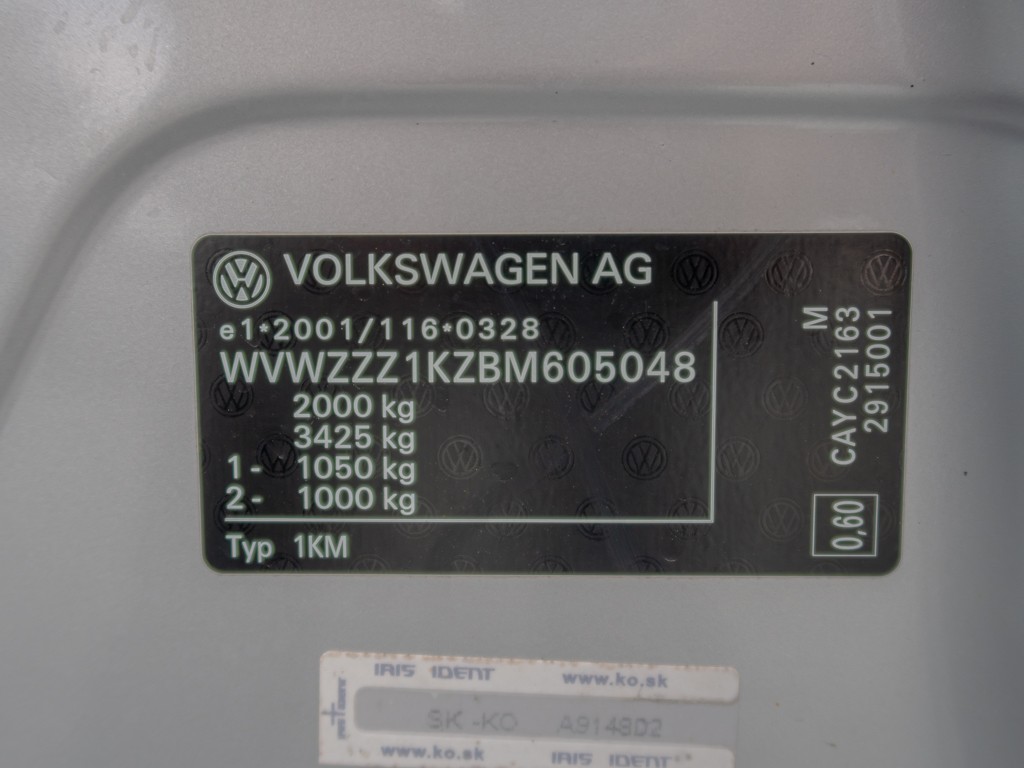 VOLKSWAGEN AG
e1*2001/116*0328
WVWZZZ1KZBM605048
2000 kg
3425 kg
1- 1050 kg
2- 1000 kg
Typ 1KM
M
CAYC2163
2915001
0,60
IRIS IDENT www.ko.sk
SK-KO A9148D2
www.ko.sk IRIS IDENT